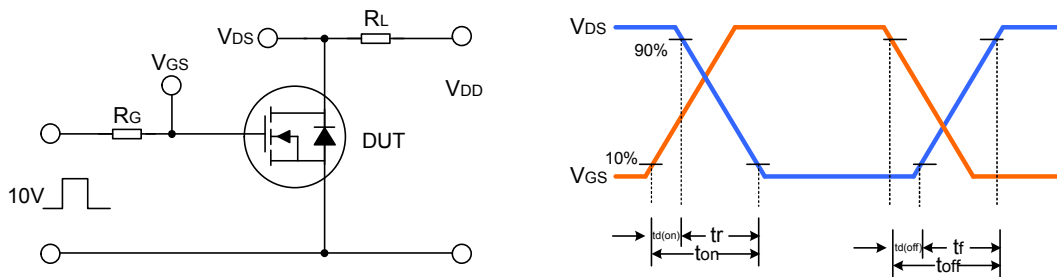 VDS
RL
VGS
VDD
RG
DUT
10V
VDS
90%
10%
VGS
td(on)
tr
ton
td(off)
tf
toff